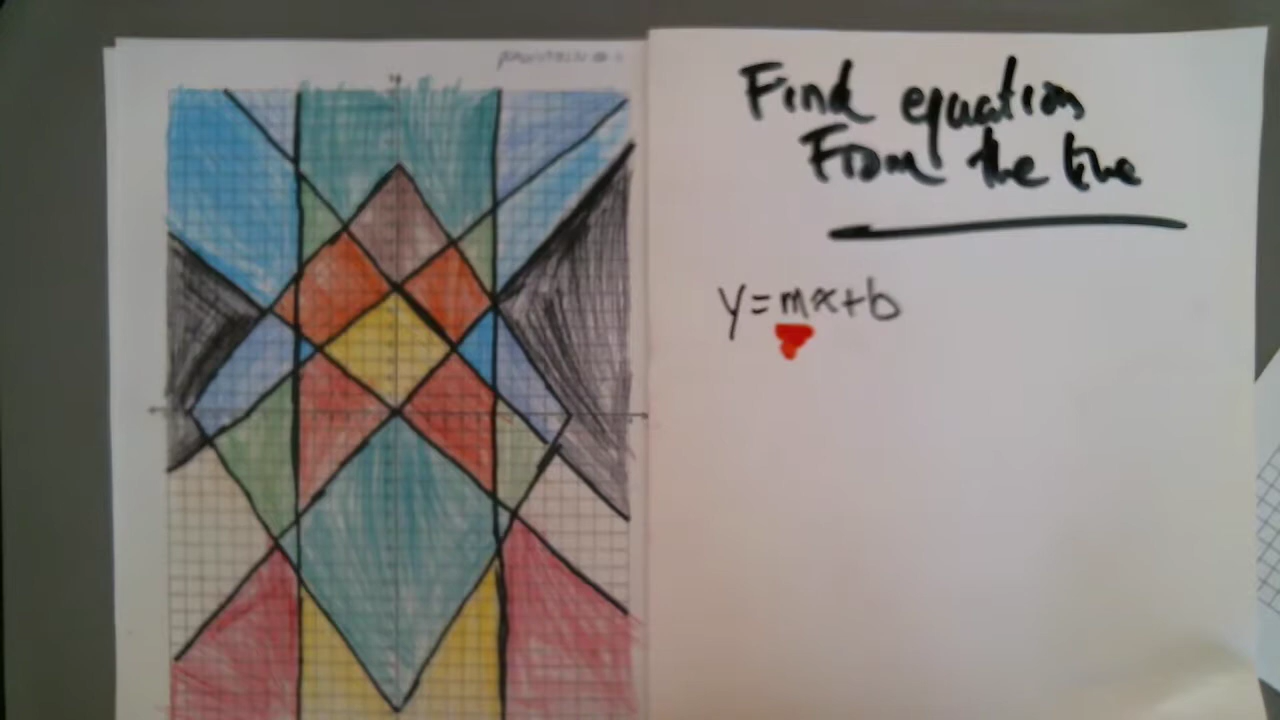 Find equation
From the line
y=mx+b